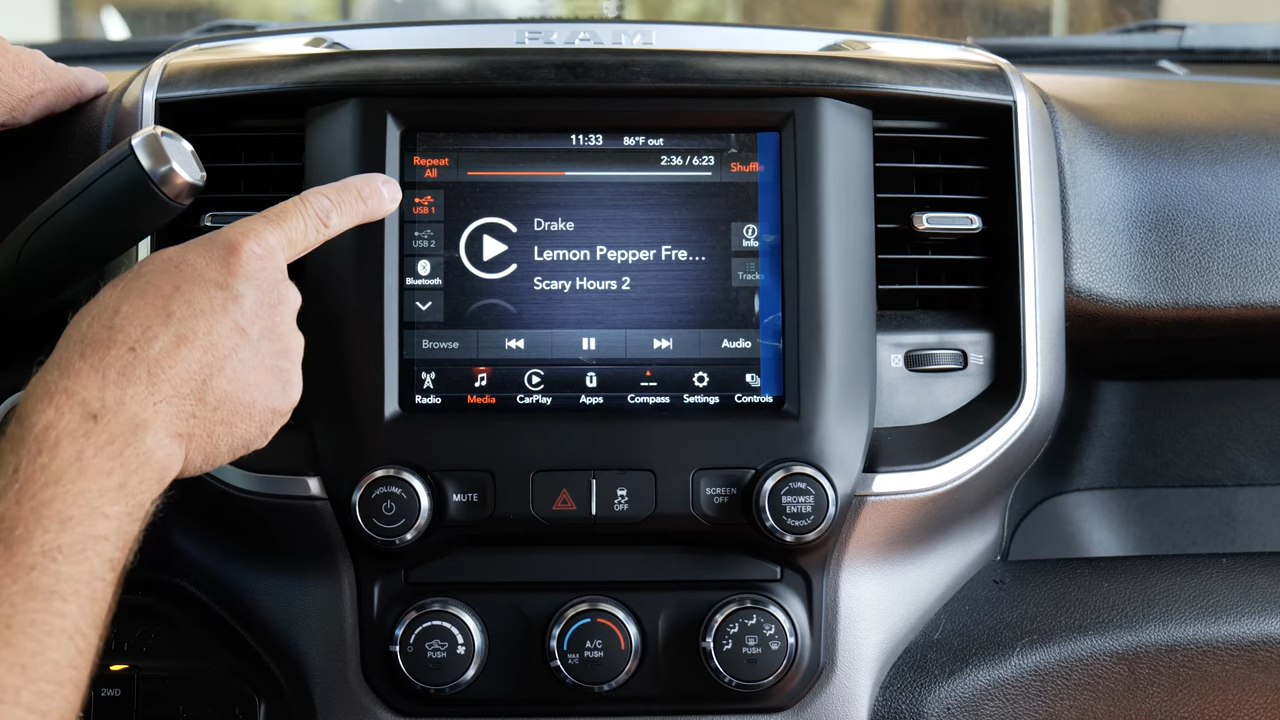 RAM
11:33 86°F out
Repeat
All
2:36 / 6:23
Shuffle
USB 1
USB 2
Bluetooth
Drake
Lemon Pepper Fre...
Scary Hours 2
Info
Tracks
Browse
Audio
Radio Media CarPlay Apps Compass Settings Controls
VOLUME
MUTE
OFF
SCREEN
OFF
TUNE
BROWSE
ENTER
SCROLL
PUSH
A/C
MAX
A/C
PUSH
PUSH
2WD